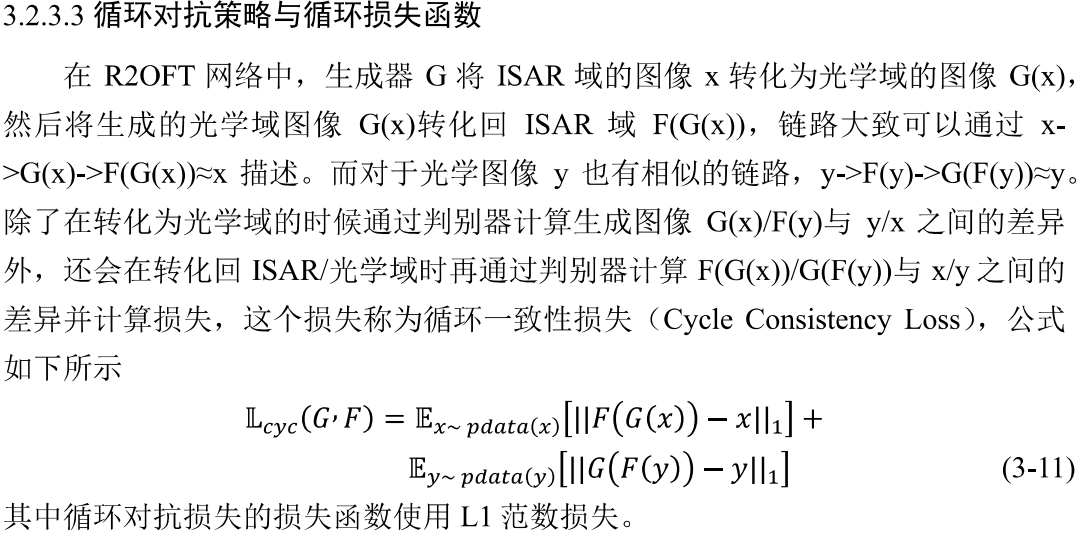 3.2.3.3 循环对抗策略与循环损失函数
在 R2OFT 网络中，生成器 G 将 ISAR 域的图像 x 转化为光学域的图像 G(x)，
然后将生成的光学域图像 G(x)转化回 ISAR 域 F(G(x))，链路大致可以通过 x-
>G(x)->F(G(x))≈x 描述。而对于光学图像 y 也有相似的链路，y->F(y)->G(F(y))≈y。
除了在转化为光学域的时候通过判别器计算生成图像 G(x)/F(y)与 y/x 之间的差异
外，还会在转化回 ISAR/光学域时再通过判别器计算 F(G(x))/G(F(y))与 x/y 之间的
差异并计算损失，这个损失称为循环一致性损失（Cycle Consistency Loss），公式
如下所示
𝕃cyc(G, F) = 𝔼x~ pdata(x)[||F(G(x)) − x||1] +
𝔼y~ pdata(y)[||G(F(y)) − y||1] (3-11)
其中循环对抗损失的损失函数使用 L1 范数损失。